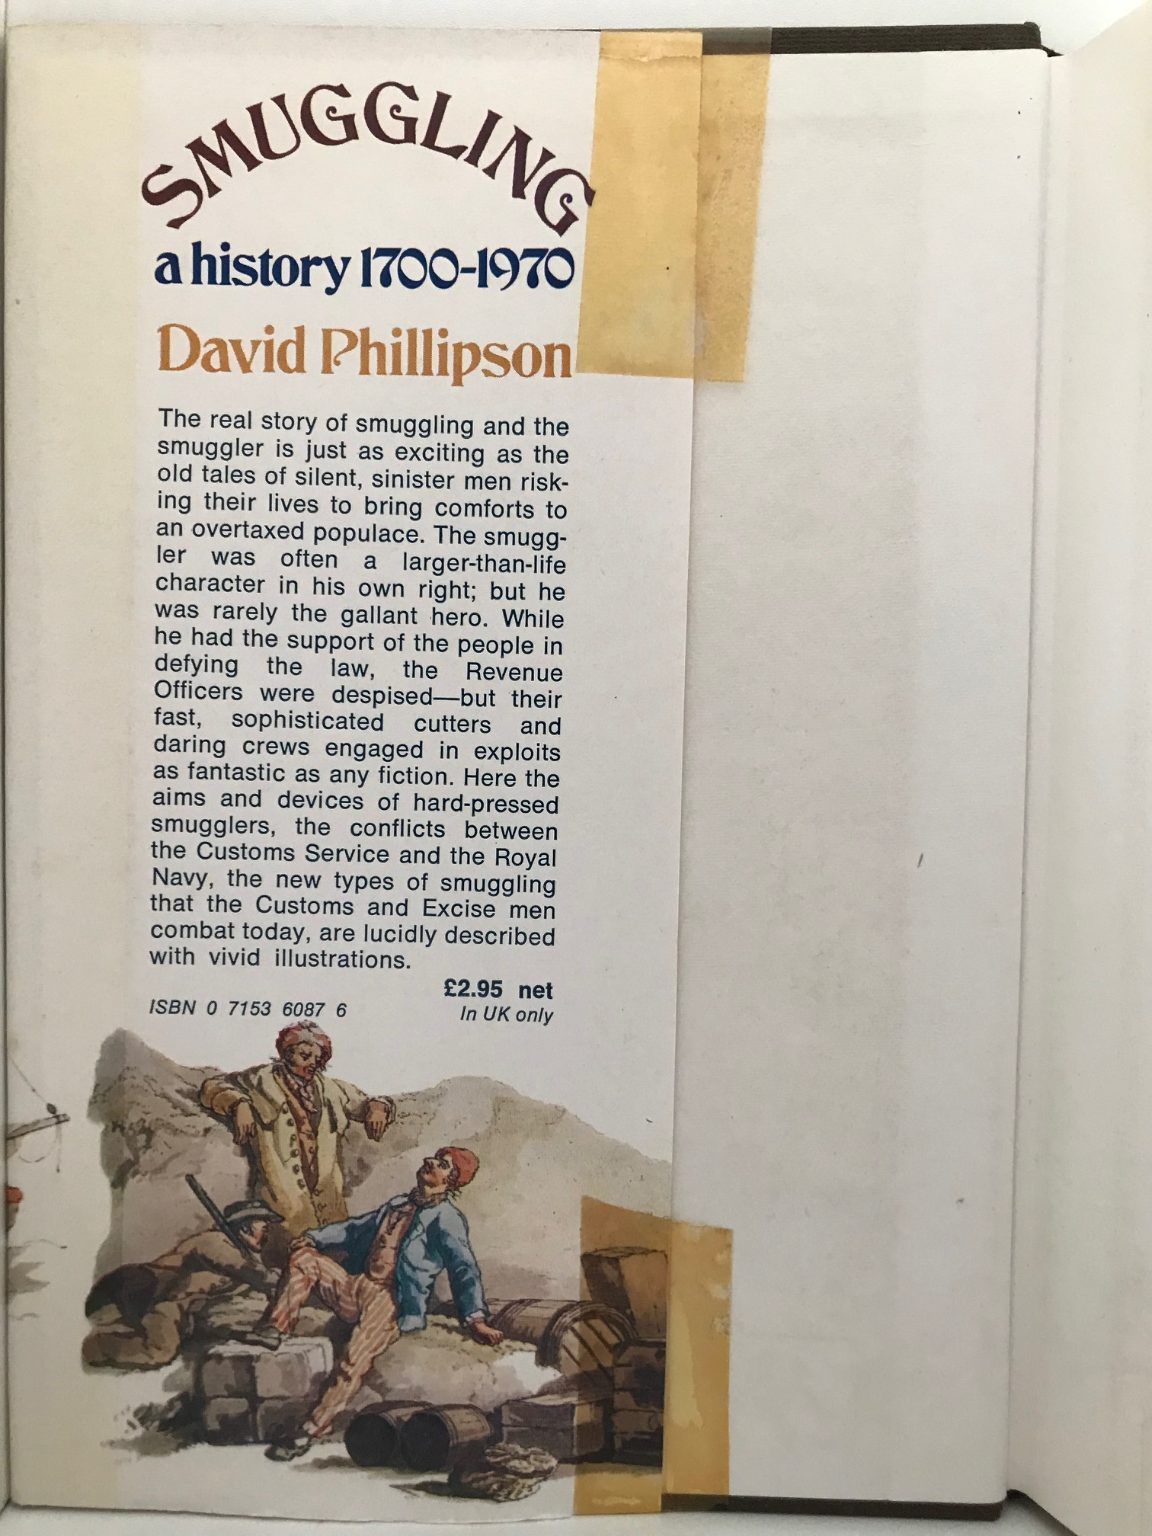 SMUGGLING
a history 1700-1970
David Phillipson
The real story of smuggling and the
smuggler is just as exciting as the
old tales of silent, sinister men risk-
ing their lives to bring comforts to
an overtaxed populace. The smugg-
ler was often a larger-than-life
character in his own right; but he
was rarely the gallant hero. While
he had the support of the people in
defying the law, the Revenue
Officers were despised—but their
fast, sophisticated cutters and
daring crews engaged in exploits
as fantastic as any fiction. Here the
aims and devices of hard-pressed
smugglers, the conflicts between
the Customs Service and the Royal
Navy, the new types of smuggling
that the Customs and Excise men
combat today, are lucidly described
with vivid illustrations.
£2.95 net
ISBN 0 7153 6087 6
In UK only